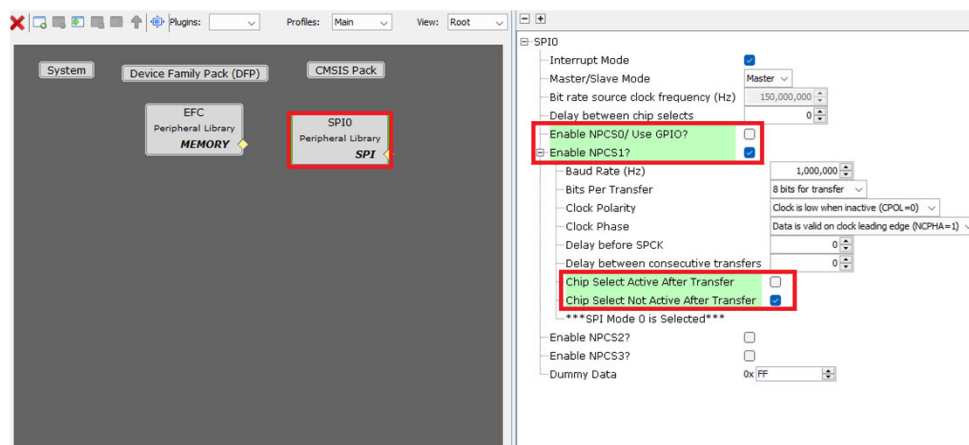 Plugins:
Profiles: Main
View: Root
System
Device Family Pack (DFP)
CMSIS Pack
EFC
Peripheral Library
MEMORY
SPI0
Peripheral Library
SPI
SPI0
Interrupt Mode
Master/Slave Mode Master
Bit rate source clock frequency (Hz) 150,000,000
Delay between chip selects 0
Enable NPCS0/ Use GPIO?
Enable NPCS1?
Baud Rate (Hz) 1,000,000
Bits Per Transfer 8 bits for transfer
Clock Polarity Clock is low when inactive (CPOL=0)
Clock Phase Data is valid on clock leading edge (NCPHA=1)
Delay before SPCK 0
Delay between consecutive transfers 0
Chip Select Active After Transfer
Chip Select Not Active After Transfer
***SPI Mode 0 is Selected***
Enable NPCS2?
Enable NPCS3?
Dummy Data 0x FF